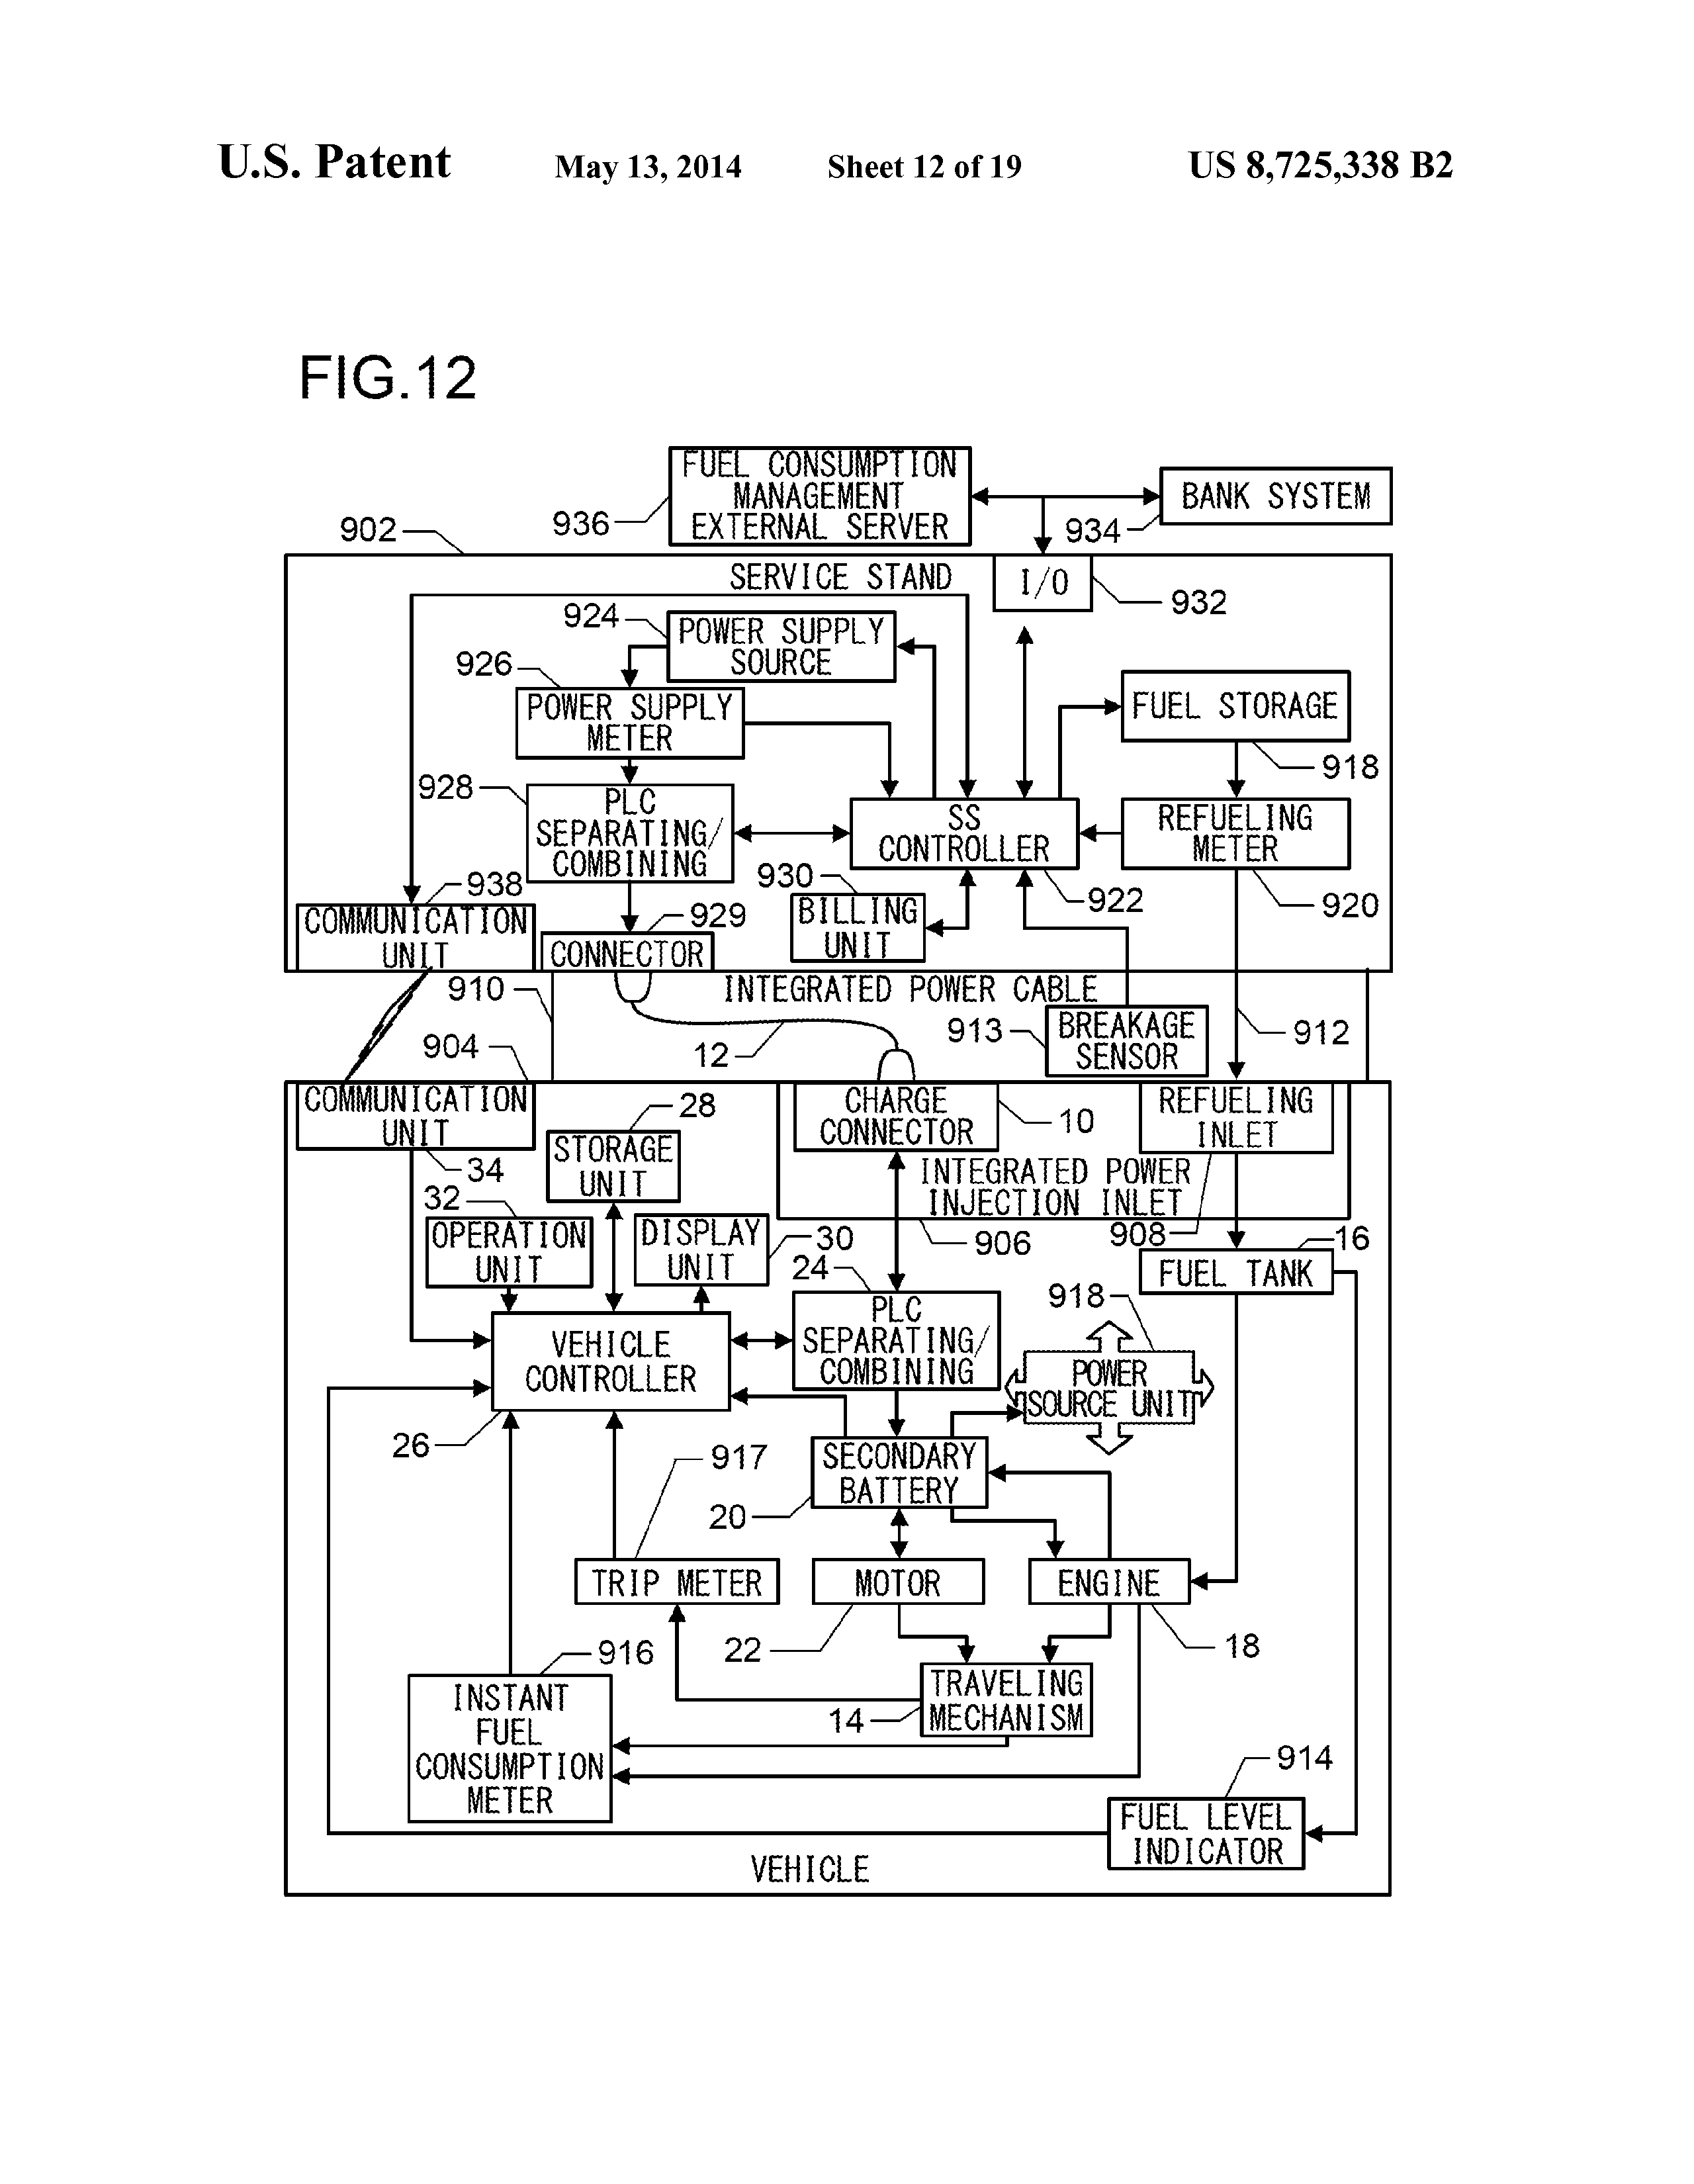 U.S. Patent May 13, 2014 Sheet 12 of 19 US 8,725,338 B2
FIG.12
FUEL CONSUMPTION
MANAGEMENT
EXTERNAL SERVER
936
BANK SYSTEM
934
902
SERVICE STAND
I/O
932
924
POWER SUPPLY
SOURCE
926
POWER SUPPLY
METER
FUEL STORAGE
918
928
PLC
SEPARATING/
COMBINING
SS
CONTROLLER
922
REFUELING
METER
920
930
BILLING
UNIT
938
COMMUNICATION
UNIT
929
CONNECTOR
910
INTEGRATED POWER CABLE
12
913
BREAKAGE
SENSOR
912
904
COMMUNICATION
UNIT
34
28
STORAGE
UNIT
CHARGE
CONNECTOR
10
REFUELING
INLET
INTEGRATED POWER
INJECTION INLET
906
908
32
OPERATION
UNIT
DISPLAY
UNIT
30
24
16
FUEL TANK
PLC
SEPARATING/
COMBINING
918
POWER
SOURCE UNIT
VEHICLE
CONTROLLER
26
917
SECONDARY
BATTERY
20
TRIP METER
MOTOR
22
ENGINE
18
916
INSTANT
FUEL
CONSUMPTION
METER
TRAVELING
MECHANISM
14
914
FUEL LEVEL
INDICATOR
VEHICLE